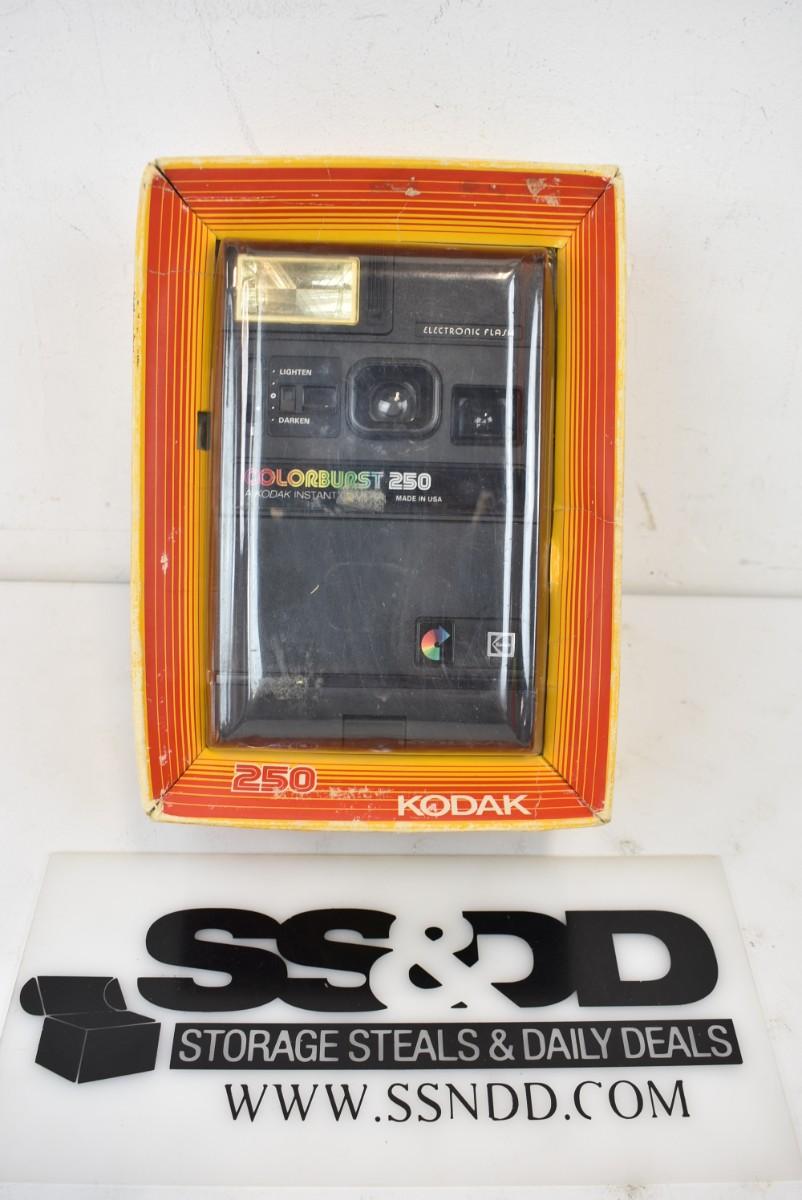 ELECTRONIC FLASH
LIGHTEN
DARKEN
COLORBURST 250
A KODAK INSTANT CAMERA
MADE IN USA
250
KODAK
SS&DD
STORAGE STEALS & DAILY DEALS
WWW.SSNDD.COM